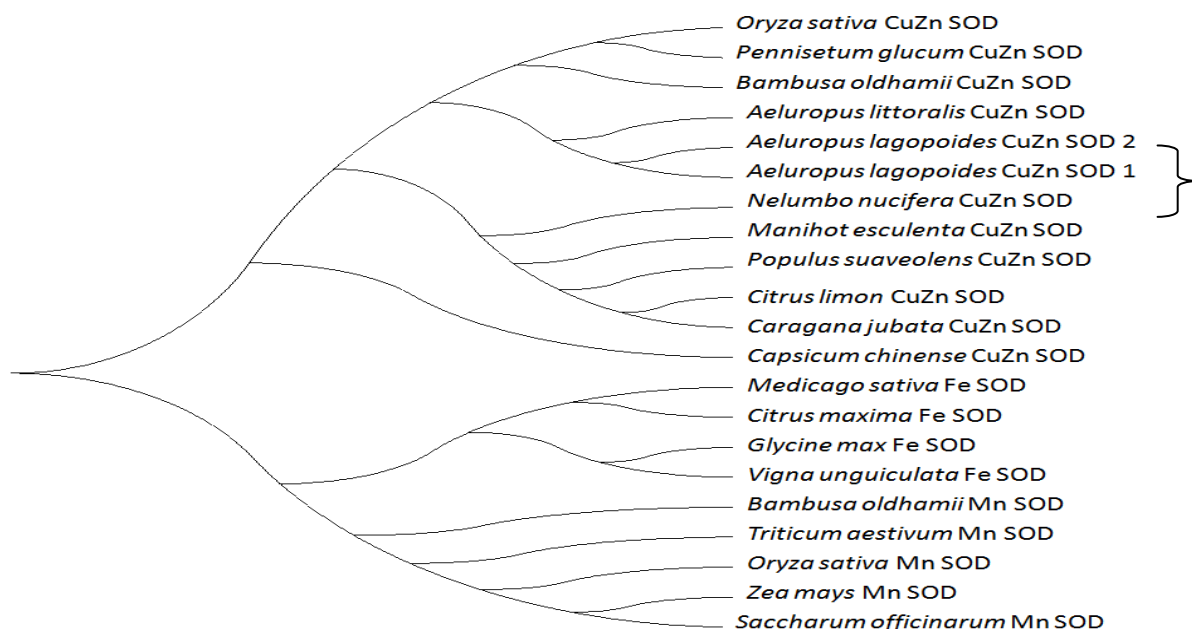 Oryza sativa CuZn SOD
Pennisetum glucum CuZn SOD
Bambusa oldhamii CuZn SOD
Aeluropus littoralis CuZn SOD
Aeluropus lagopoides CuZn SOD 2
Aeluropus lagopoides CuZn SOD 1
Nelumbo nucifera CuZn SOD
Manihot esculenta CuZn SOD
Populus suaveolens CuZn SOD
Citrus limon CuZn SOD
Caragana jubata CuZn SOD
Capsicum chinense CuZn SOD
Medicago sativa Fe SOD
Citrus maxima Fe SOD
Glycine max Fe SOD
Vigna unguiculata Fe SOD
Bambusa oldhamii Mn SOD
Triticum aestivum Mn SOD
Oryza sativa Mn SOD
Zea mays Mn SOD
Saccharum officinarum Mn SOD